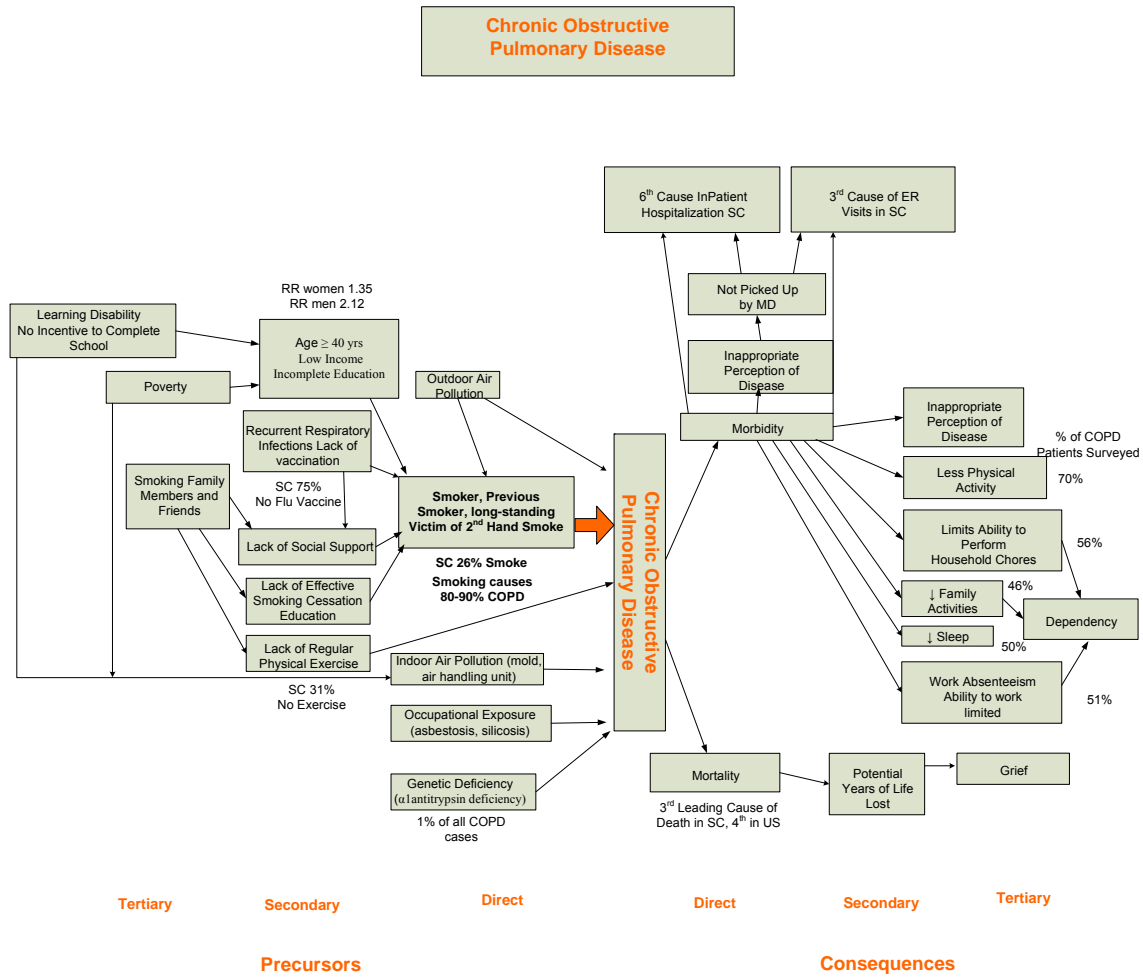 Chronic Obstructive
Pulmonary Disease
6th Cause InPatient
Hospitalization SC
3rd Cause of ER
Visits in SC
RR women 1.35
RR men 2.12
Not Picked Up
by MD
Learning Disability
No Incentive to Complete
School
Age ≥ 40 yrs
Low Income
Incomplete Education
Inappropriate
Perception of
Disease
Poverty
Outdoor Air
Pollution
Morbidity
Inappropriate
Perception of
Disease
% of COPD
Patients Surveyed
Recurrent Respiratory
Infections Lack of
vaccination
SC 75%
No Flu Vaccine
Less Physical
Activity
70%
Smoking Family
Members and
Friends
Smoker, Previous
Smoker, long-standing
Victim of 2nd Hand Smoke
SC 26% Smoke
Smoking causes
80-90% COPD
Chronic Obstructive
Pulmonary Disease
Lack of Social Support
Limits Ability to
Perform
Household Chores
56%
Lack of Effective
Smoking Cessation
Education
↓ Family
Activities
46%
Dependency
↓ Sleep
50%
Lack of Regular
Physical Exercise
SC 31%
No Exercise
Indoor Air Pollution (mold,
air handling unit)
Work Absenteeism
Ability to work
limited
51%
Occupational Exposure
(asbestosis, silicosis)
Genetic Deficiency
(α1antitrypsin deficiency)
1% of all COPD
cases
Mortality
3rd Leading Cause of
Death in SC, 4th in US
Potential
Years of Life
Lost
Grief
Tertiary
Secondary
Direct
Direct
Secondary
Tertiary
Precursors
Consequences